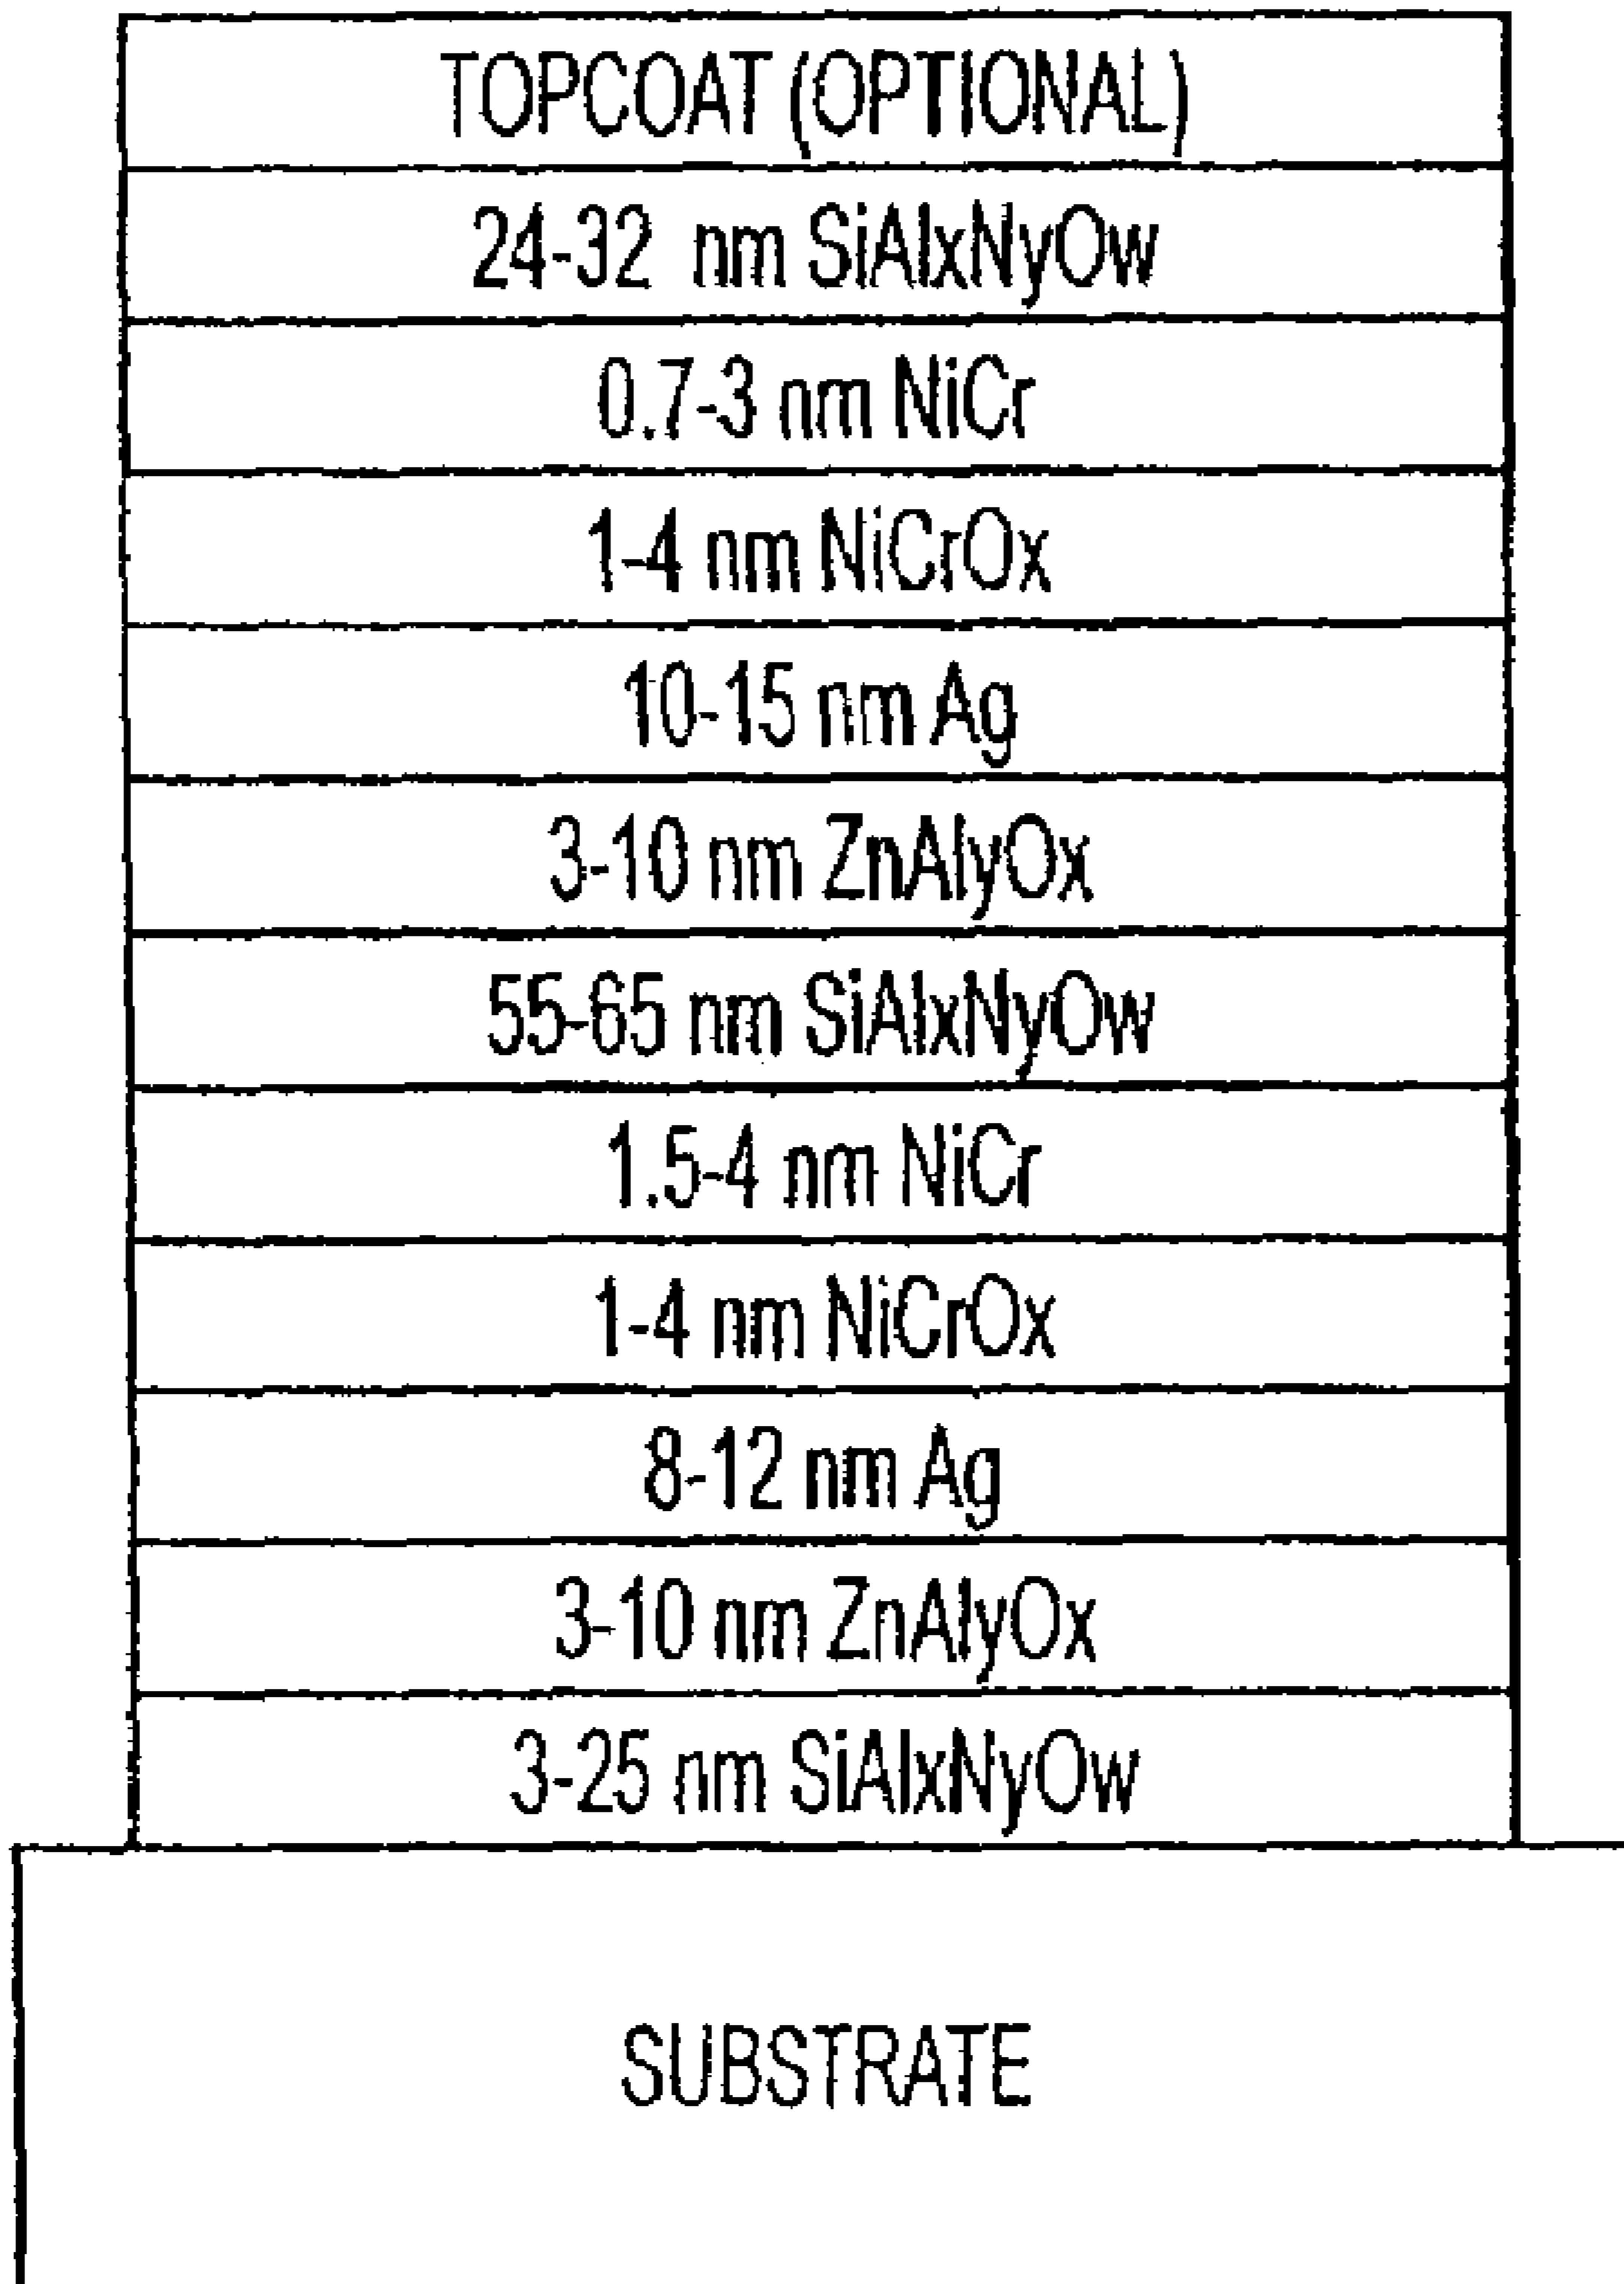 TOPCOAT (OPTIONAL)
24-32 nm SiAlxNyOw
0.7-3 nm NiCr
1-4 nm NiCrOx
10-15 nm Ag
3-10 nm ZnAlyOx
55-65 nm SiAlxNyOw
1.5-4 nm NiCr
1-4 nm NiCrOx
8-12 nm Ag
3-10 nm ZnAlyOx
3-25 nm SiAlxNyOw
SUBSTRATE